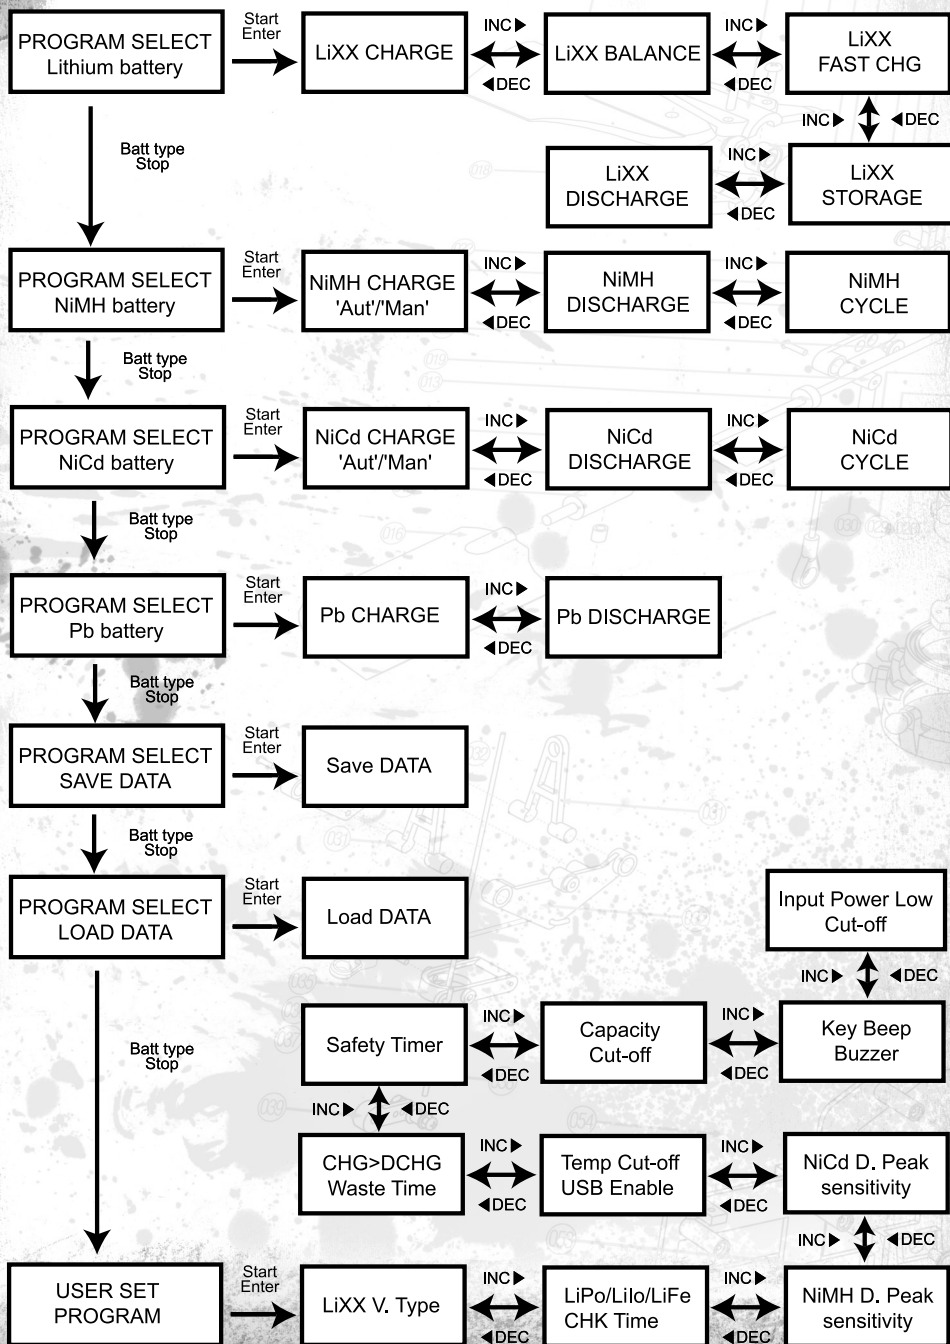 PROGRAM SELECT
Lithium battery
Start
Enter
LiXX CHARGE
INC ▶
◀DEC
LiXX BALANCE
INC ▶
◀DEC
LiXX
FAST CHG
INC ▶ ◀DEC
LiXX
STORAGE
INC ▶
◀DEC
LiXX
DISCHARGE
Batt type
Stop
PROGRAM SELECT
NiMH battery
Start
Enter
NiMH CHARGE
'Aut'/'Man'
INC ▶
◀DEC
NiMH
DISCHARGE
INC ▶
◀DEC
NiMH
CYCLE
Batt type
Stop
PROGRAM SELECT
NiCd battery
Start
Enter
NiCd CHARGE
'Aut'/'Man'
INC ▶
◀DEC
NiCd
DISCHARGE
INC ▶
◀DEC
NiCd
CYCLE
Batt type
Stop
PROGRAM SELECT
Pb battery
Start
Enter
Pb CHARGE
INC ▶
◀DEC
Pb DISCHARGE
Batt type
Stop
PROGRAM SELECT
SAVE DATA
Start
Enter
Save DATA
Batt type
Stop
PROGRAM SELECT
LOAD DATA
Start
Enter
Load DATA
Batt type
Stop
Input Power Low
Cut-off
INC ▶ ◀DEC
Safety Timer
INC ▶
◀DEC
Capacity
Cut-off
INC ▶
◀DEC
Key Beep
Buzzer
INC ▶ ◀DEC
CHG>DCHG
Waste Time
INC ▶
◀DEC
Temp Cut-off
USB Enable
INC ▶
◀DEC
NiCd D. Peak
sensitivity
INC ▶ ◀DEC
USER SET
PROGRAM
Start
Enter
LiXX V. Type
INC ▶
◀DEC
LiPo/LiIo/LiFe
CHK Time
INC ▶
◀DEC
NiMH D. Peak
sensitivity